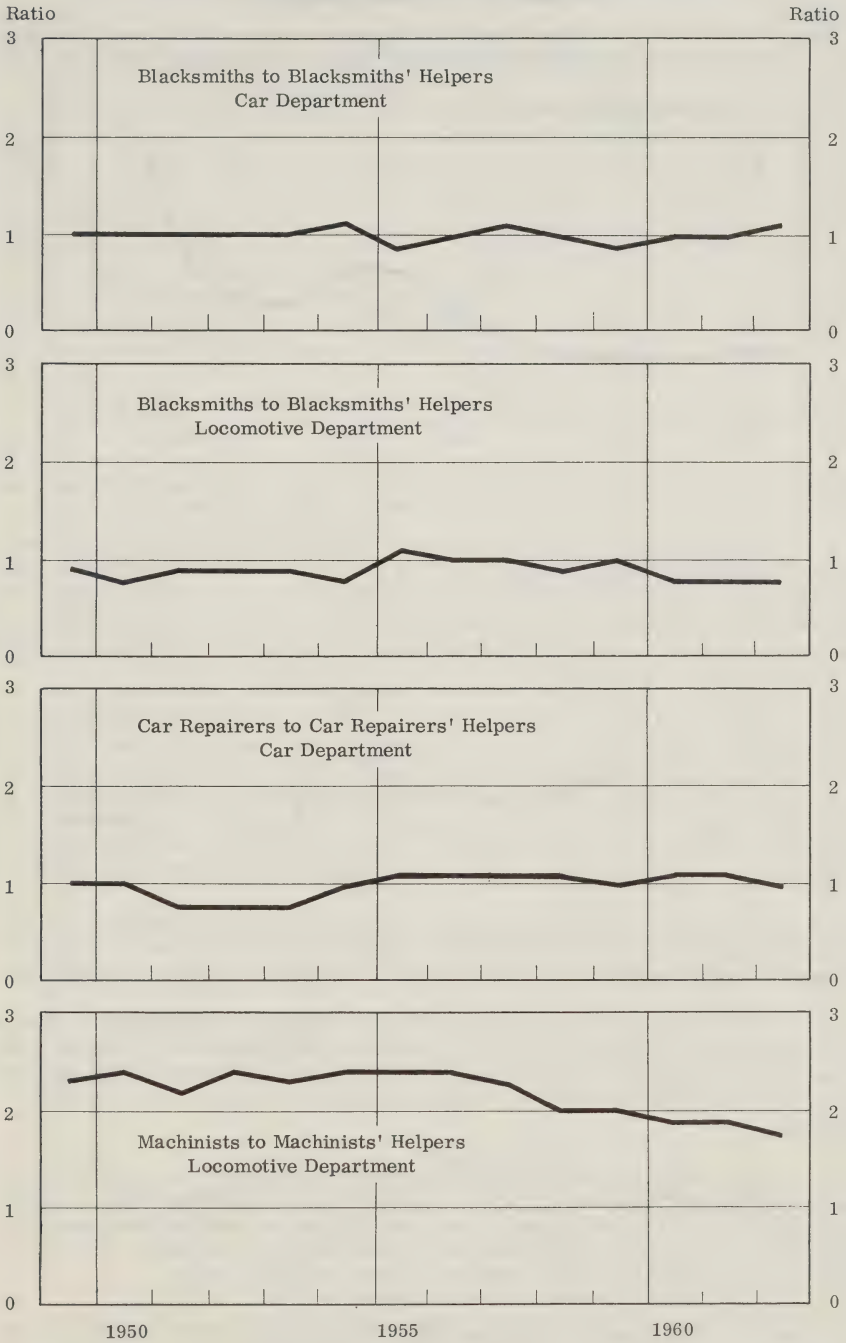 Ratio Ratio
3 3
Blacksmiths to Blacksmiths' Helpers
Car Department
2 2
1 1
0 0
3 3
Blacksmiths to Blacksmiths' Helpers
Locomotive Department
2 2
1 1
0 0
3 3
Car Repairers to Car Repairers' Helpers
Car Department
2 2
1 1
0 0
3 3
2 2
Machinists to Machinists' Helpers
Locomotive Department
1 1
0 0
1950 1955 1960